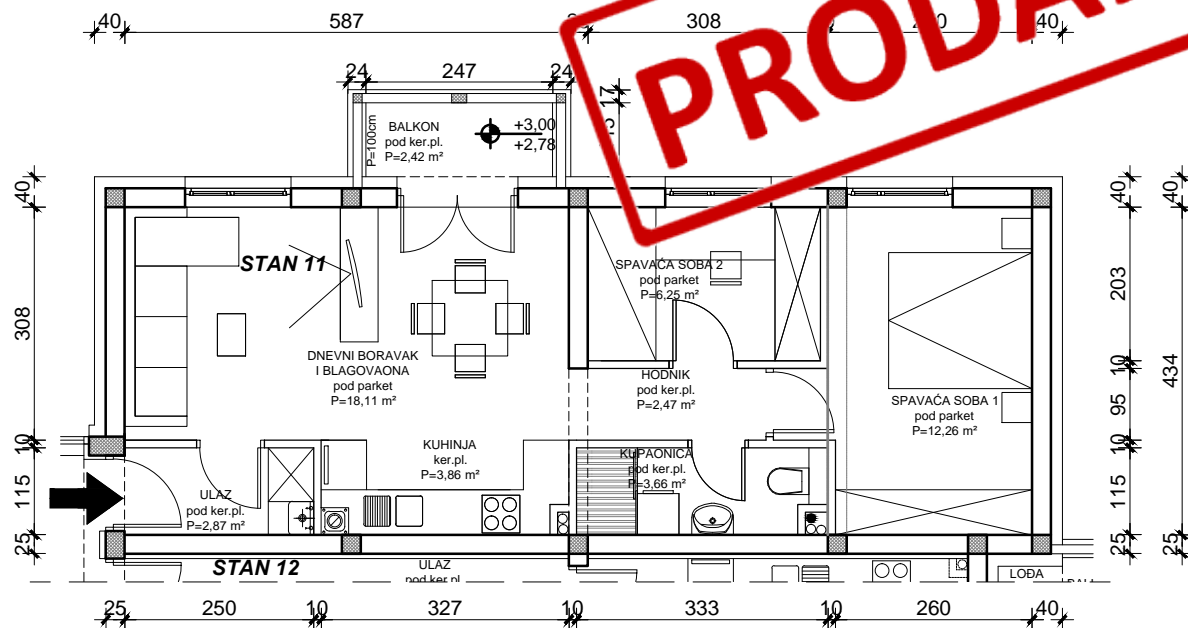 40 587 308 40
PRODA
24 247 24
17
BALKON
pod ker.pl.
P=2,42 m²
P=100cm
+3,00
+2,78
40 40 40
STAN 11
SPAVAĆA SOBA 2
pod parket
P=6,25 m²
203
308
434
DNEVNI BORAVAK
I BLAGOVAONA
pod parket
P=18,11 m²
HODNIK
pod ker.pl.
P=2,47 m²
10
95
SPAVAĆA SOBA 1
pod parket
P=12,26 m²
10 10
KUHINJA
ker.pl.
P=3,86 m²
KUPAONICA
pod ker.pl.
P=3,66 m²
115 115
ULAZ
pod ker.pl.
P=2,87 m²
25 25 25
STAN 12
ULAZ
pod ker.pl.
LOĐA
25 250 10 327 10 333 10 260 40